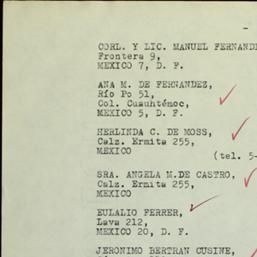 CORL. Y LIC. MANUEL FERNAND
Frontera 9,
MEXICO 7, D. F.
ANA M. DE FERNANDEZ,
Río Po 51,
Col. Cuauhtémoc,
MEXICO 5, D. F.
HERLINDA C. DE MOSS,
Calz. Ermita 255,
MEXICO
(tel. 5-
SRA. ANGELA M.DE CASTRO,
Calz. Ermita 255,
MEXICO
EULALIO FERRER,
Lava 212,
MEXICO 20, D. F.
JERONIMO BERTRAN CUSINE,